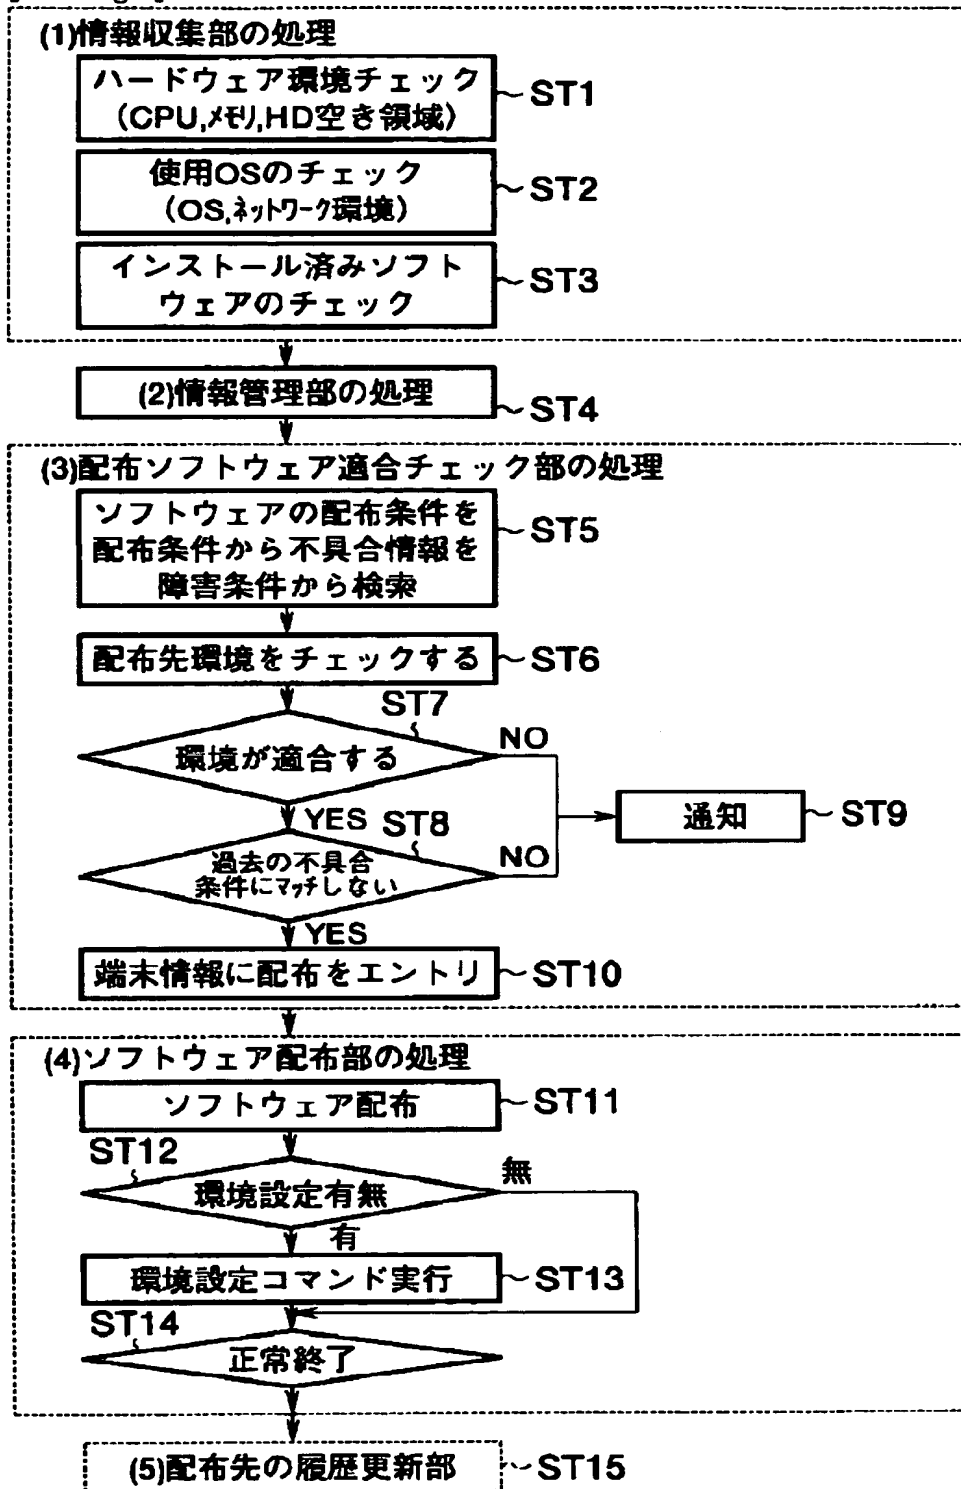 (1)情報収集部の処理
ハードウェア環境チェック
(CPU,ﾒﾓﾘ,HD空き領域)
ST1
使用OSのチェック
(OS,ﾈｯﾄﾜｰｸ環境)
ST2
インストール済みソフト
ウェアのチェック
ST3
(2)情報管理部の処理
ST4
(3)配布ソフトウェア適合チェック部の処理
ソフトウェアの配布条件を
配布条件から不具合情報を
障害条件から検索
ST5
配布先環境をチェックする
ST6
ST7
環境が適合する
NO
YES
ST8
過去の不具合
条件にﾏｯﾁしない
NO
通知
ST9
YES
端末情報に配布をエントリ
ST10
(4)ソフトウェア配布部の処理
ソフトウェア配布
ST11
ST12
環境設定有無
無
有
環境設定コマンド実行
ST13
ST14
正常終了
(5)配布先の履歴更新部
ST15